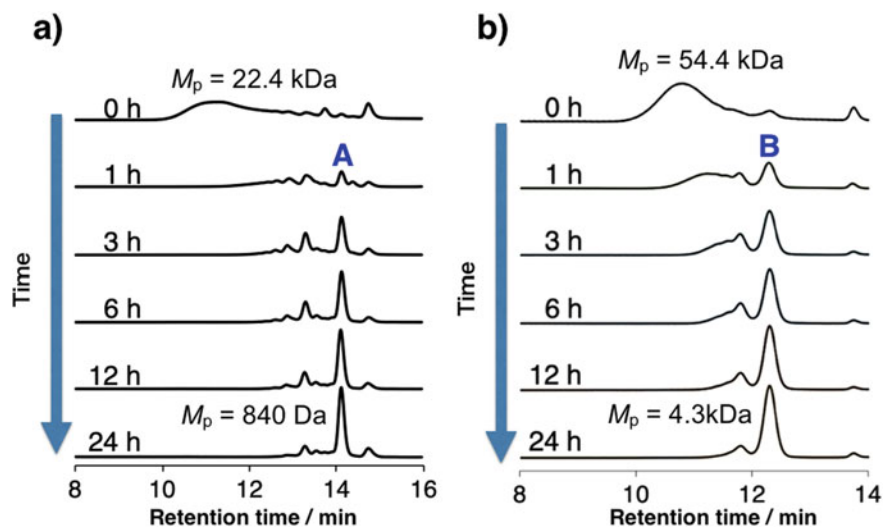 a)
Mp = 22.4 kDa
0 h
A
1 h
3 h
6 h
12 h
Mp = 840 Da
24 h
Time
8 10 12 14 16
Retention time / min
b)
Mp = 54.4 kDa
0 h
B
1 h
3 h
6 h
12 h
Mp = 4.3kDa
24 h
Time
8 10 12 14
Retention time / min